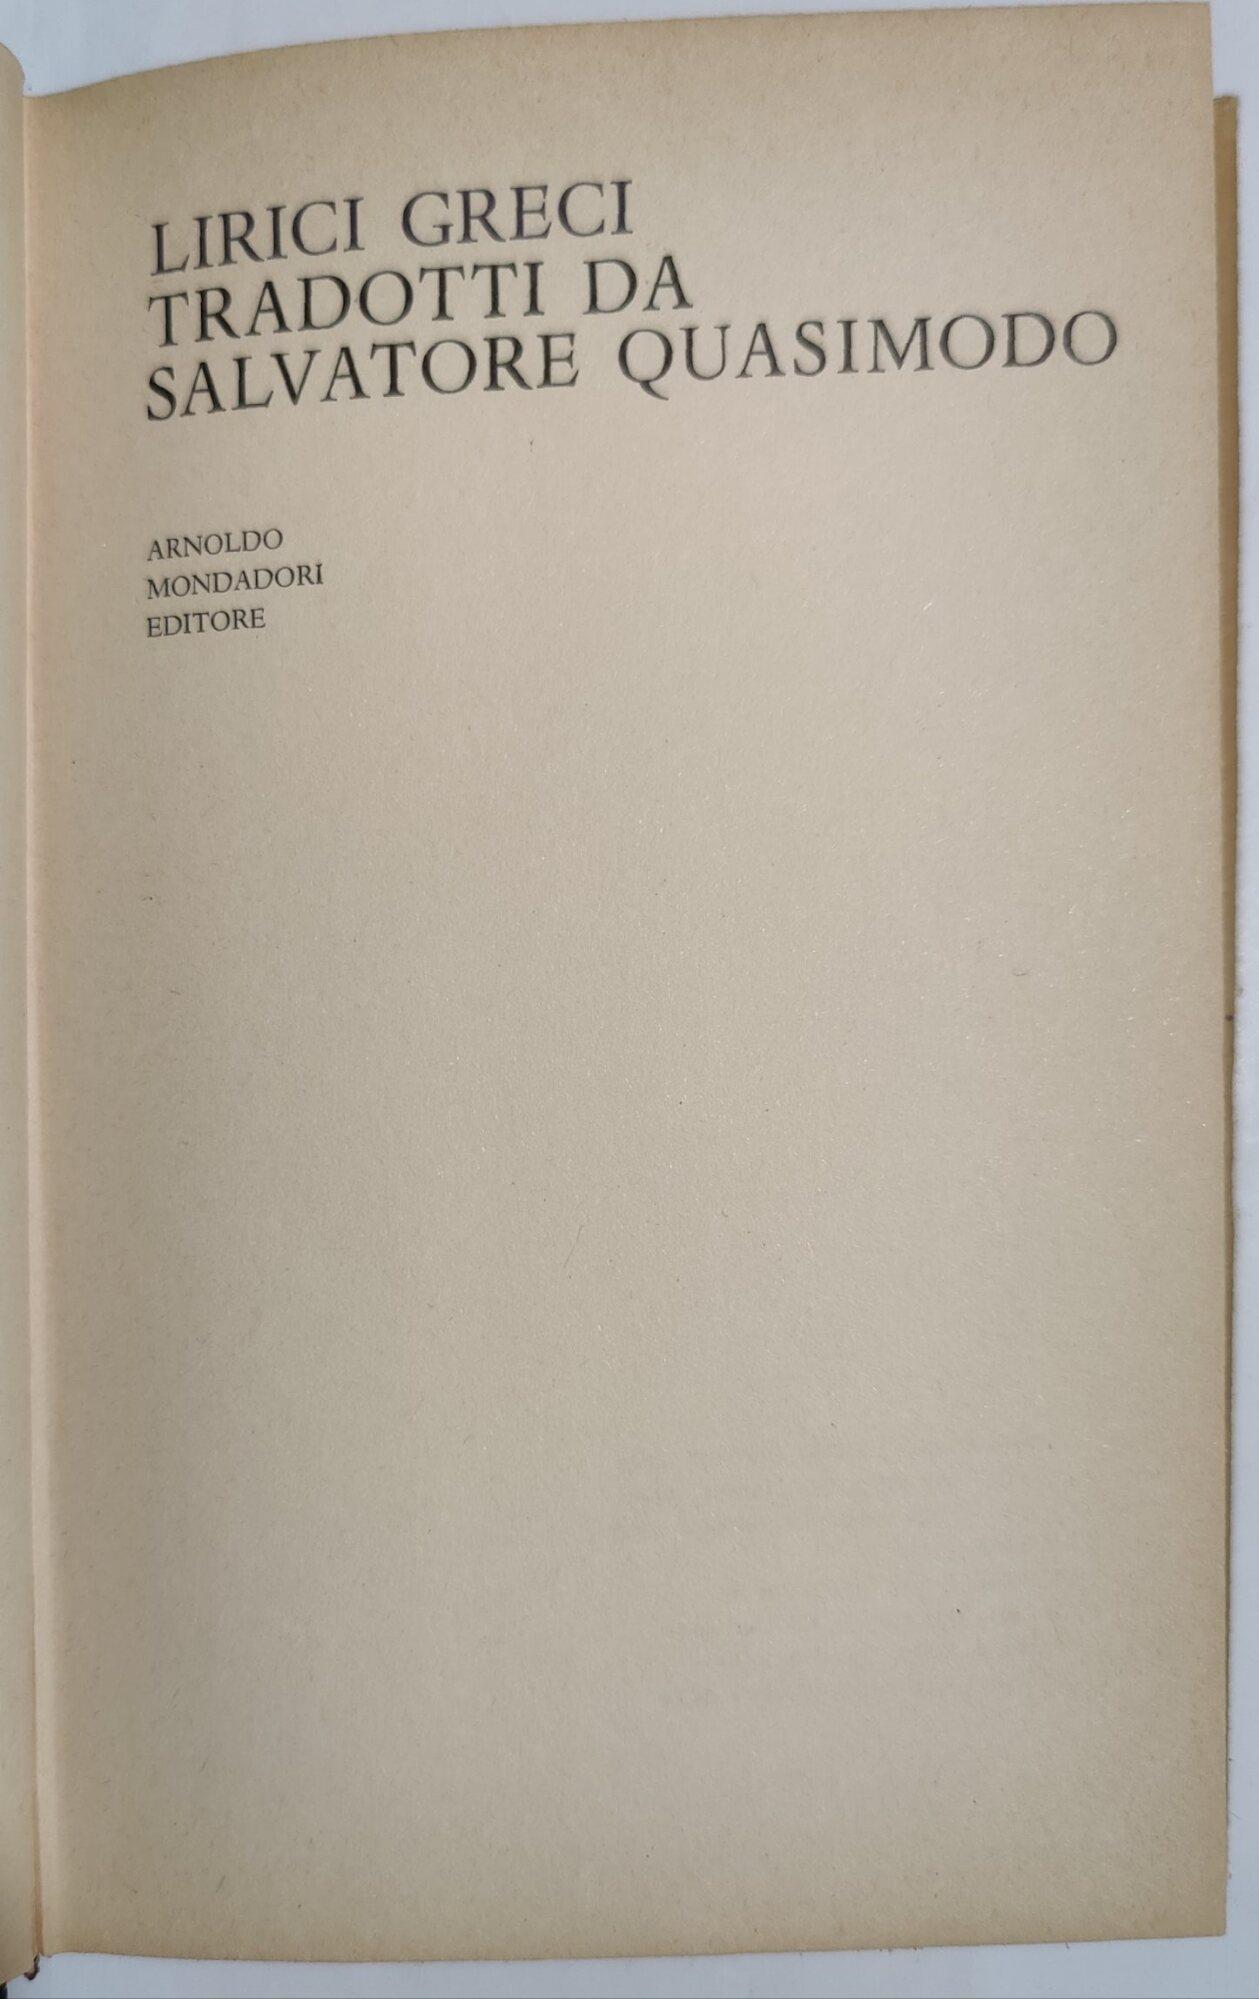 LIRICI GRECI
TRADOTTI DA
SALVATORE QUASIMODO
ARNOLDO
MONDADORI
EDITORE